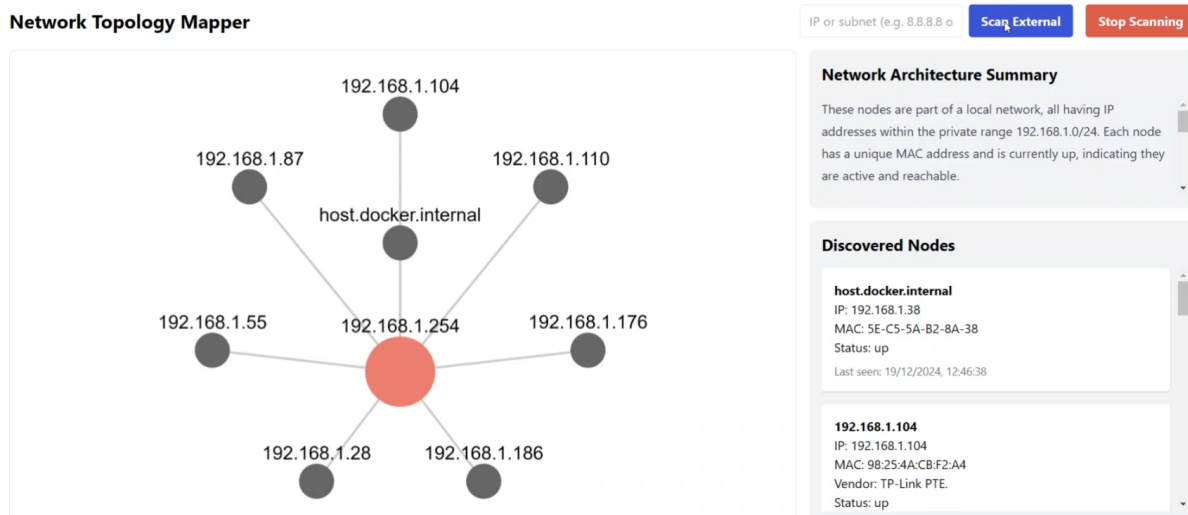 Network Topology Mapper
IP or subnet (e.g. 8.8.8.8 o
Scan External
Stop Scanning
192.168.1.104
192.168.1.87
192.168.1.110
host.docker.internal
192.168.1.55
192.168.1.254
192.168.1.176
192.168.1.28
192.168.1.186
Network Architecture Summary
These nodes are part of a local network, all having IP
addresses within the private range 192.168.1.0/24. Each node
has a unique MAC address and is currently up, indicating they
are active and reachable.
Discovered Nodes
host.docker.internal
IP: 192.168.1.38
MAC: 5E-C5-5A-B2-8A-38
Status: up
Last seen: 19/12/2024, 12:46:38
192.168.1.104
IP: 192.168.1.104
MAC: 98:25:4A:CB:F2:A4
Vendor: TP-Link PTE.
Status: up